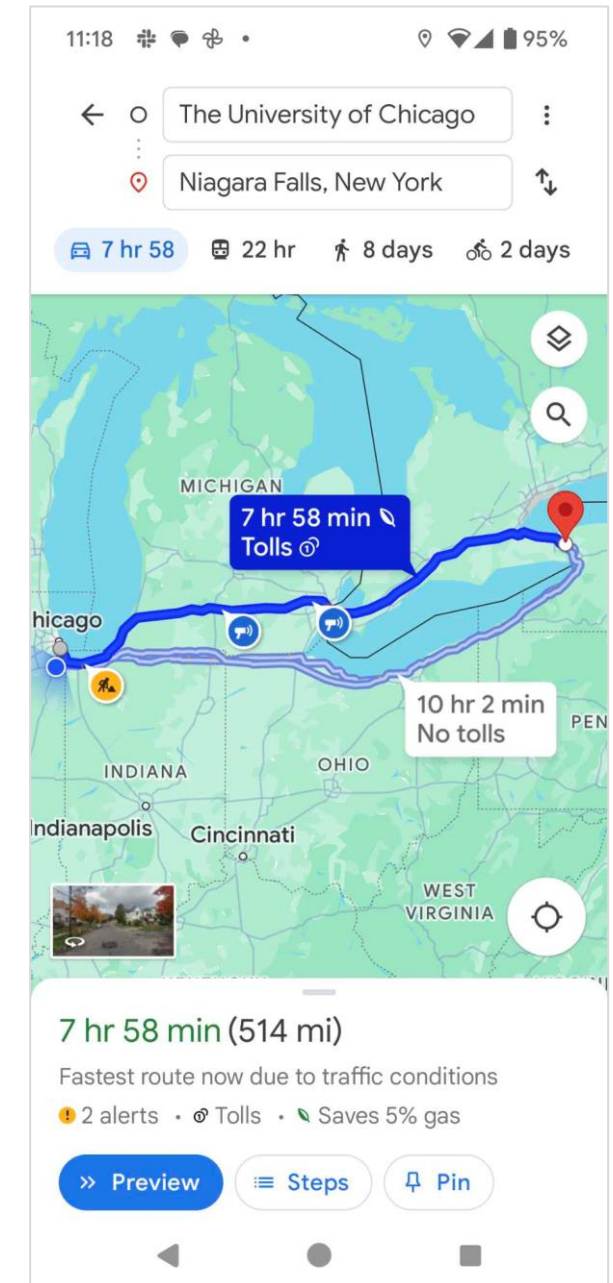 11:18 95%
The University of Chicago
Niagara Falls, New York
7 hr 58 22 hr 8 days 2 days
MICHIGAN
7 hr 58 min
Tolls
hicago
10 hr 2 min
No tolls
PEN
INDIANA
OHIO
Indianapolis
Cincinnati
WEST
VIRGINIA
7 hr 58 min (514 mi)
Fastest route now due to traffic conditions
2 alerts • Tolls • Saves 5% gas
Preview Steps Pin